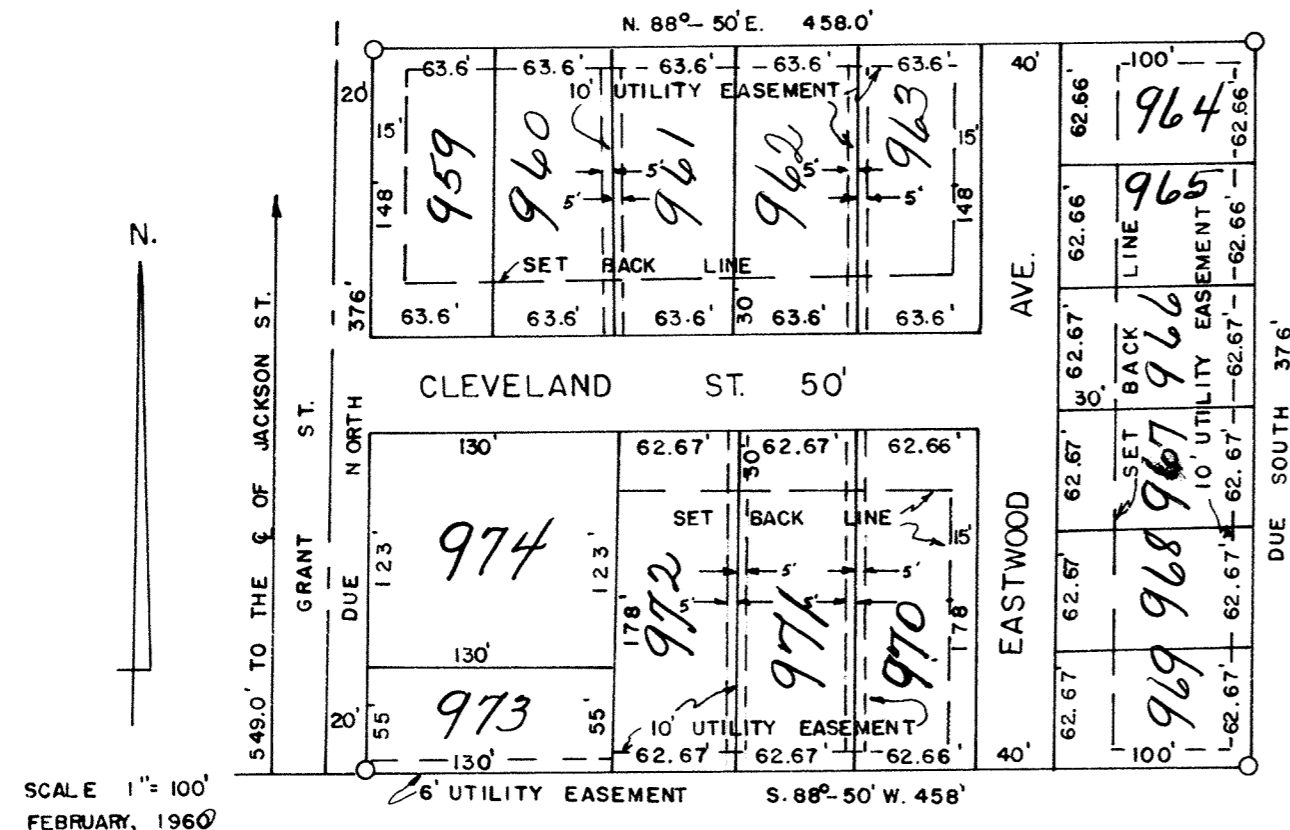 N. 88°-50'E. 458.0'
63.6' 63.6' 63.6' 63.6' 63.6' 40' 100'
20'
10' UTILITY EASEMENT
15' 15'
148' 148'
959 960 961 962 963
5' 5'
5' 5'
SET BACK LINE
30'
63.6' 63.6' 63.6' 63.6' 63.6'
N.
376'
CLEVELAND ST. 50'
549.0' TO THE ℄ OF JACKSON ST.
GRANT ST.
DUE NORTH
EASTWOOD AVE.
62.66' 964 62.66'
62.66' 965 62.66'
62.67' 966 62.67'
30'
62.67' 967 62.67'
62.67' 968 62.67'
62.67 969 62.67'
SET BACK LINE
10' UTILITY EASEMENT
DUE SOUTH 376'
130' 62.67' 62.67' 62.66'
30'
SET BACK LINE
15'
123' 974 123'
5' 5'
5' 5'
178' 972 971 970 178'
130'
20' 55' 973 55'
10' UTILITY EASEMENT
130' 62.67' 62.67' 62.66' 40' 100'
6' UTILITY EASEMENT S. 88°-50' W. 458'
SCALE 1"= 100'
FEBRUARY, 1960